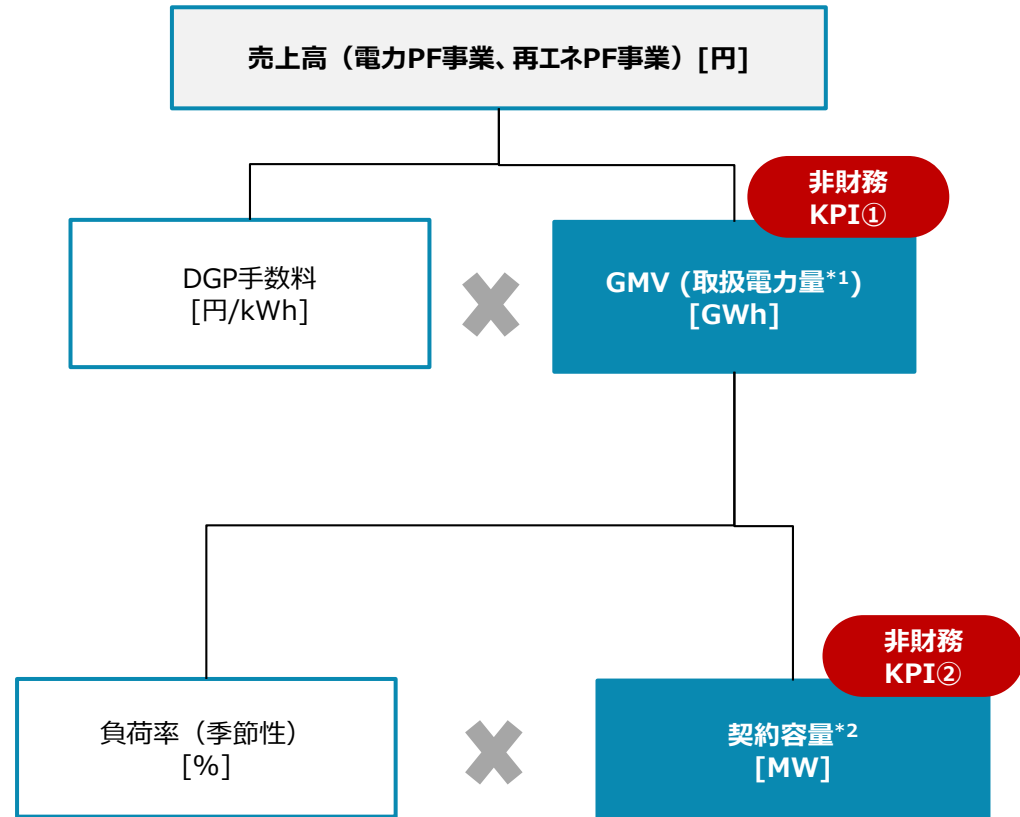 売上高（電力PF事業、再エネPF事業）[円]
非財務
KPI①
DGP手数料
[円/kWh]
GMV (取扱電力量*1)
[GWh]
非財務
KPI②
負荷率（季節性）
[%]
契約容量*2
[MW]